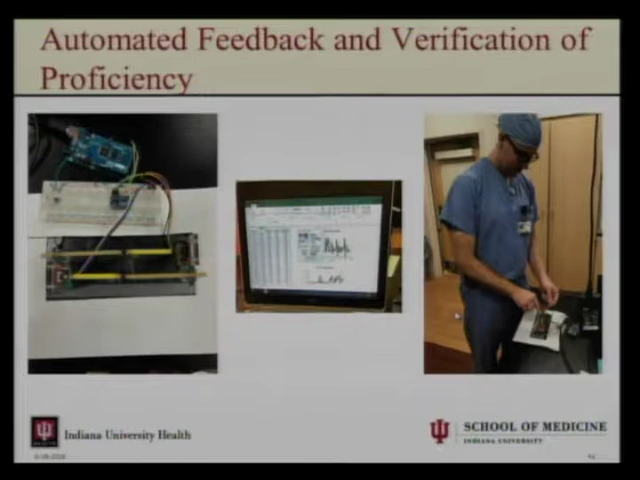 Automated Feedback and Verification of
Proficiency
Indiana University Health
SCHOOL OF MEDICINE
INDIANA UNIVERSITY